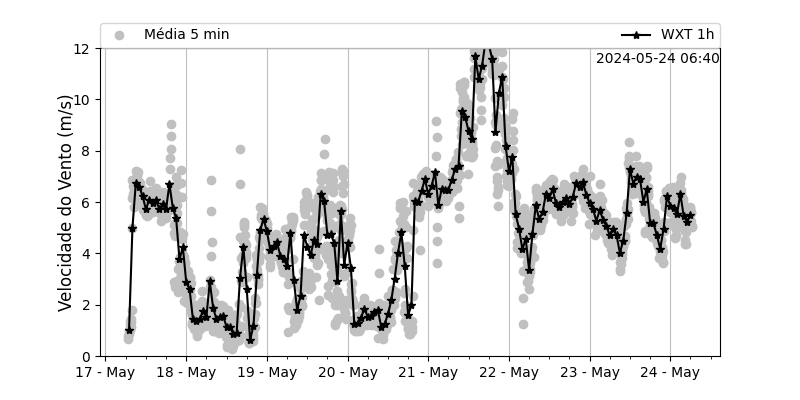 Média 5 min
WXT 1h
2024-05-24 06:40
Velocidade do Vento (m/s)
12
10
8
6
4
2
0
17 - May
18 - May
19 - May
20 - May
21 - May
22 - May
23 - May
24 - May